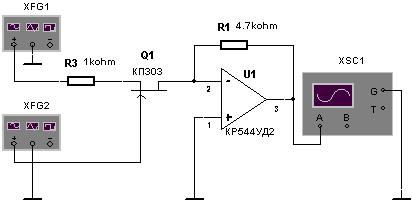 XFG1
R3 1kohm
Q1
КП303
R1 4.7kohm
U1
2
3
1
КР544УД2
XSC1
G
T
A B
XFG2